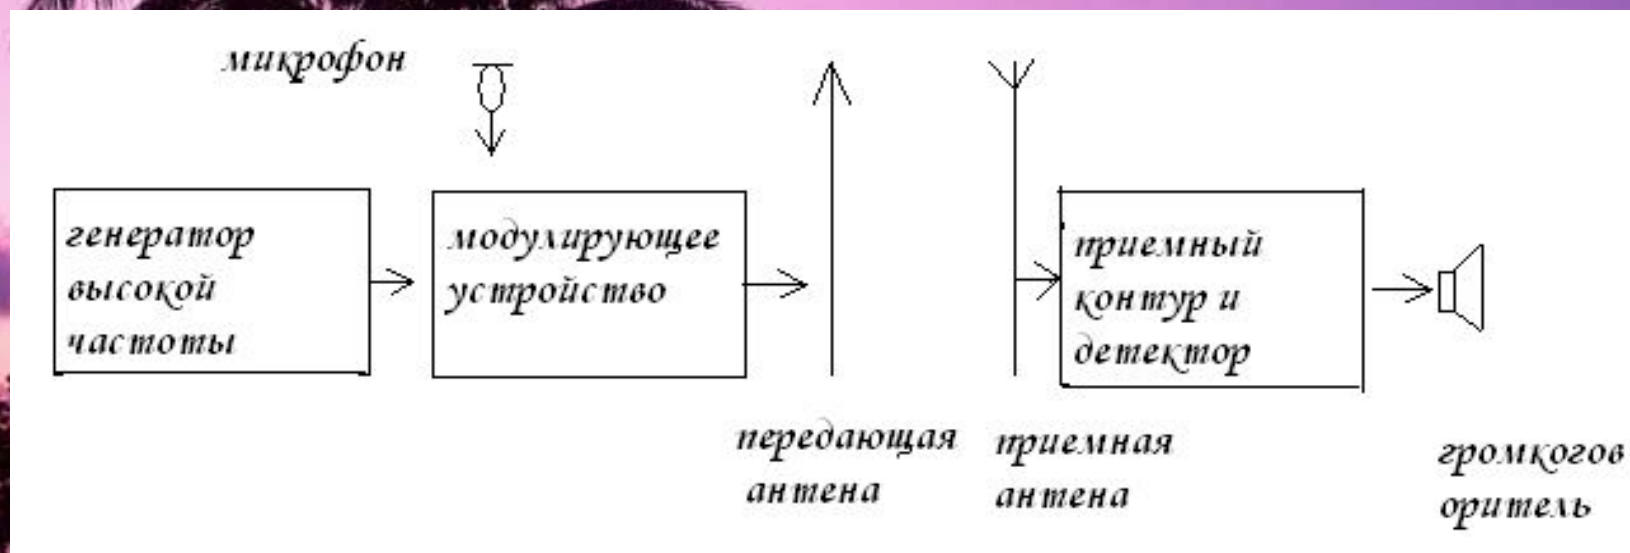 микрофон
генератор
высокой
частоты
модулирующее
устройство
передающая
антена
приемная
антена
приемный
контур и
детектор
громкогов
оритель